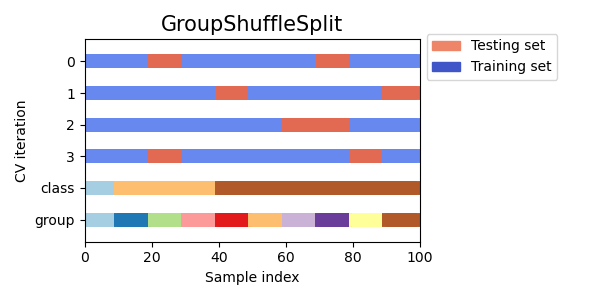 GroupShuffleSplit
Testing set
Training set
CV iteration
0
1
2
3
class
group
0 20 40 60 80 100
Sample index